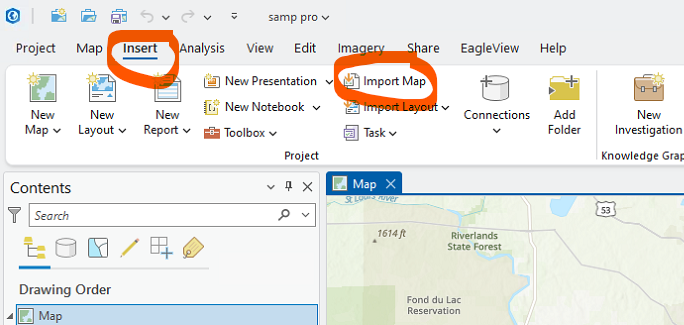 samp pro
Project Map Insert Analysis View Edit Imagery Share EagleView Help
New Map
New Layout
New Report
New Presentation
New Notebook
Toolbox
Import Map
Import Layout
Task
Connections
Add Folder
New Investigation
Project
Knowledge Grap
Contents
Search
Drawing Order
Map
Map
St Louis River
53
1614 ft
Riverlands
State Forest
Fond du Lac
Reservation